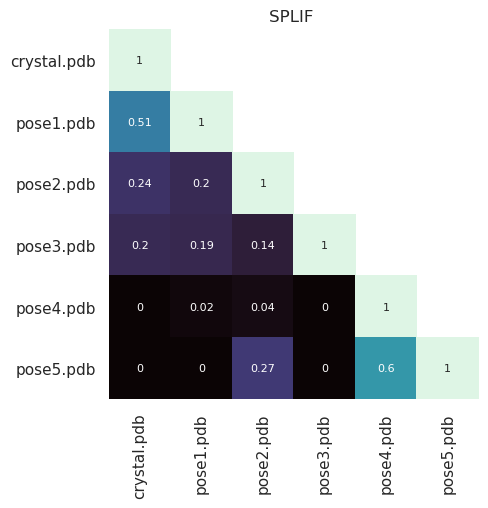 SPLIF
crystal.pdb 1
pose1.pdb 0.51 1
pose2.pdb 0.24 0.2 1
pose3.pdb 0.2 0.19 0.14 1
pose4.pdb 0 0.02 0.04 0 1
pose5.pdb 0 0 0.27 0 0.6 1
crystal.pdb pose1.pdb pose2.pdb pose3.pdb pose4.pdb pose5.pdb